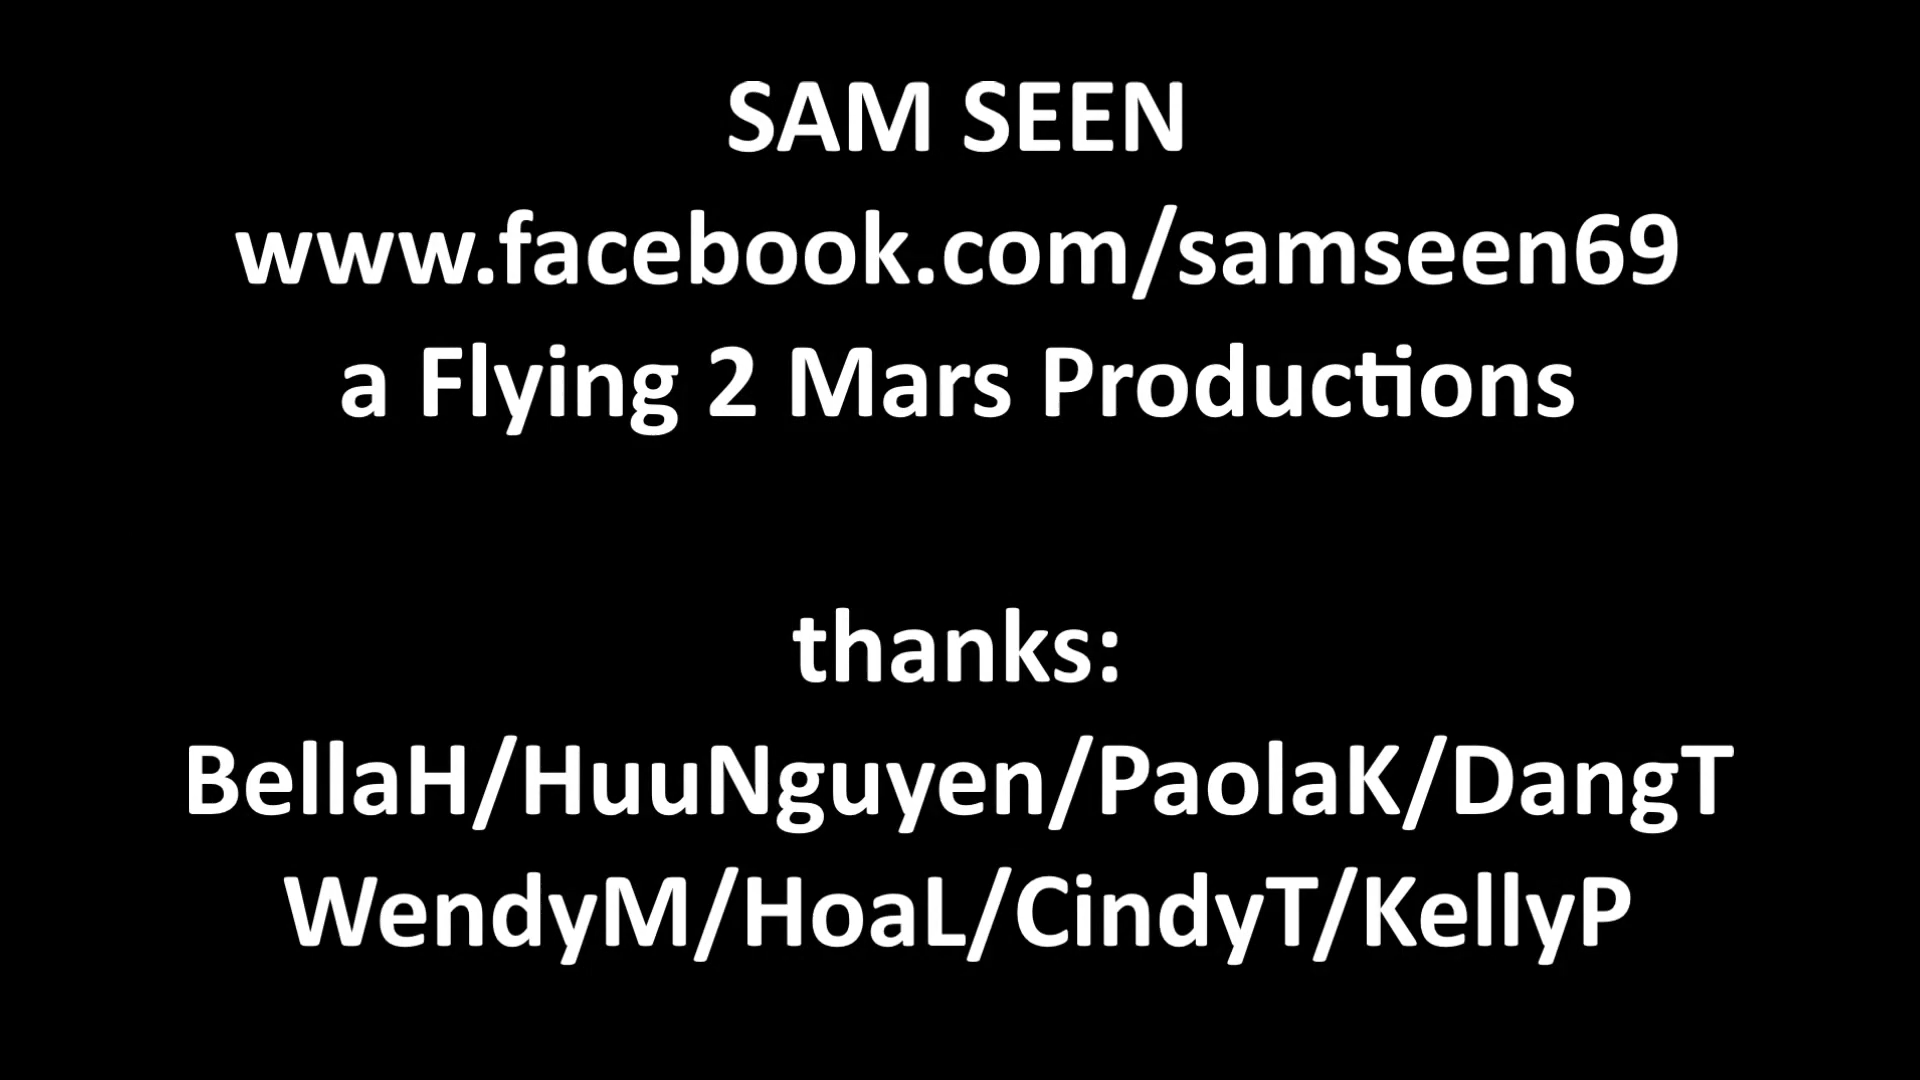 SAM SEEN
www.facebook.com/samseen69
a Flying 2 Mars Productions
thanks:
BellaH/HuuNguyen/PaolaK/DangT
WendyM/HoaL/CindyT/KellyP